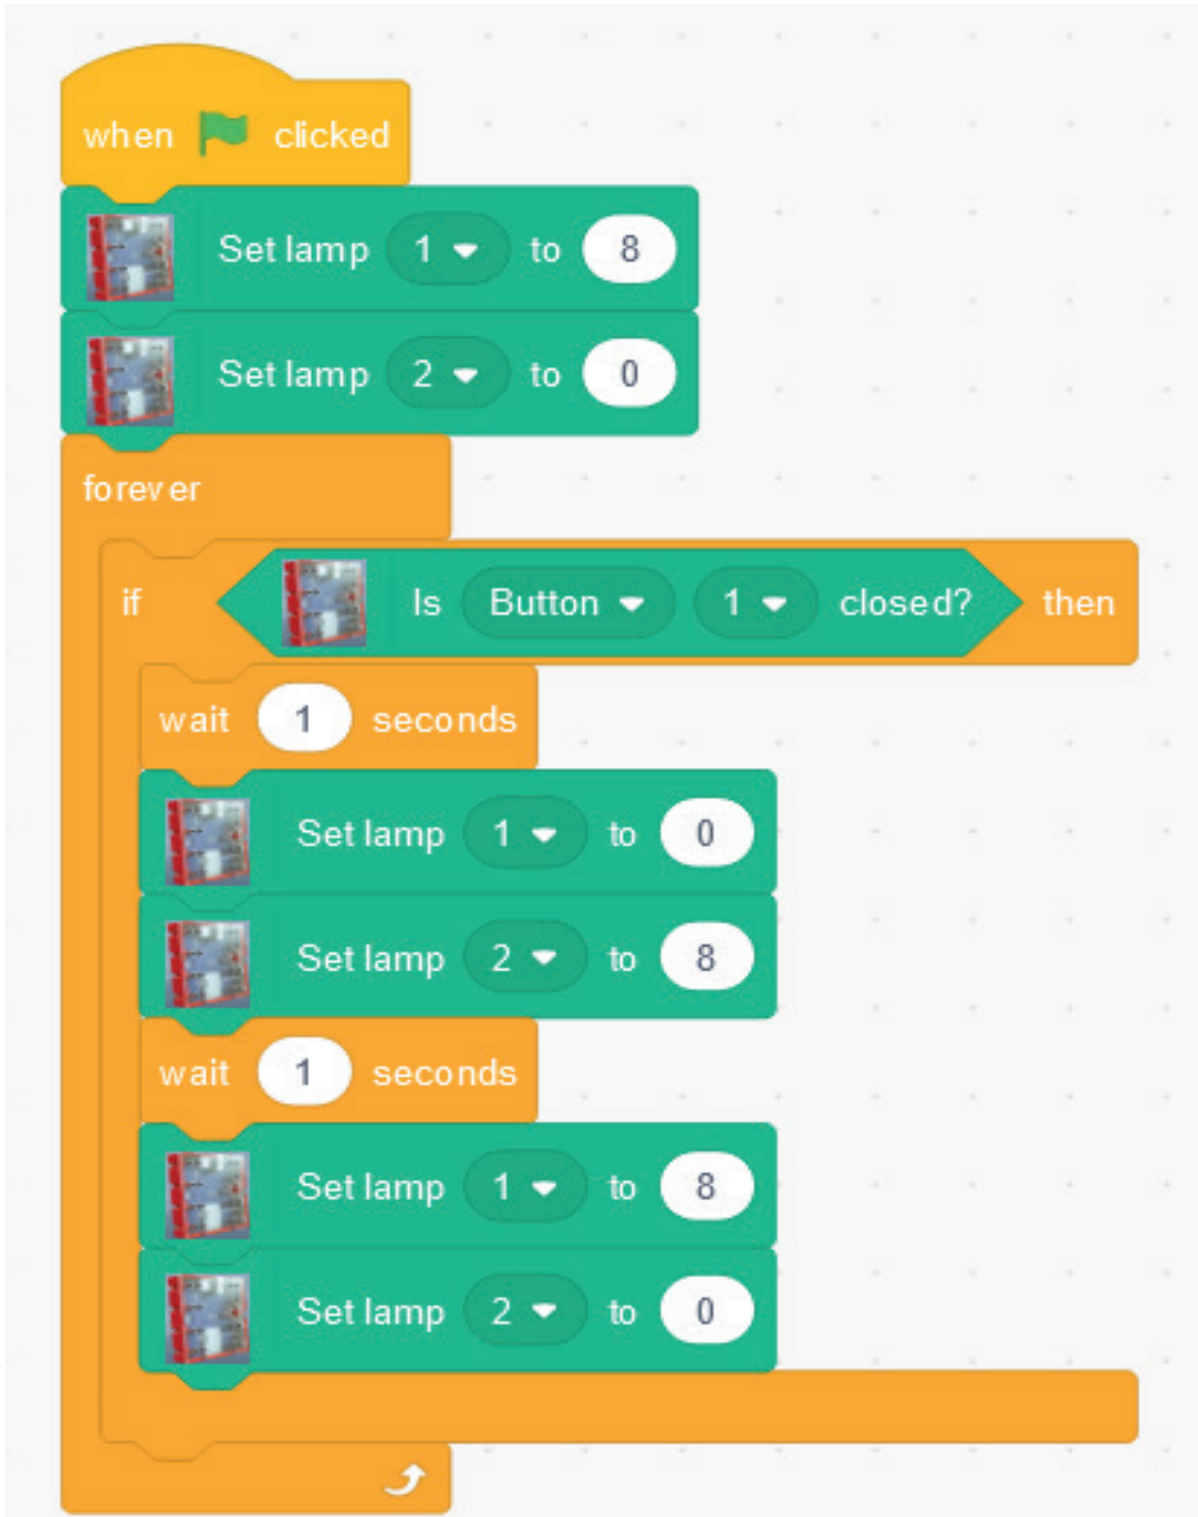 when clicked
Set lamp 1 to 8
Set lamp 2 to 0
forever
if Is Button 1 closed? then
wait 1 seconds
Set lamp 1 to 0
Set lamp 2 to 8
wait 1 seconds
Set lamp 1 to 8
Set lamp 2 to 0